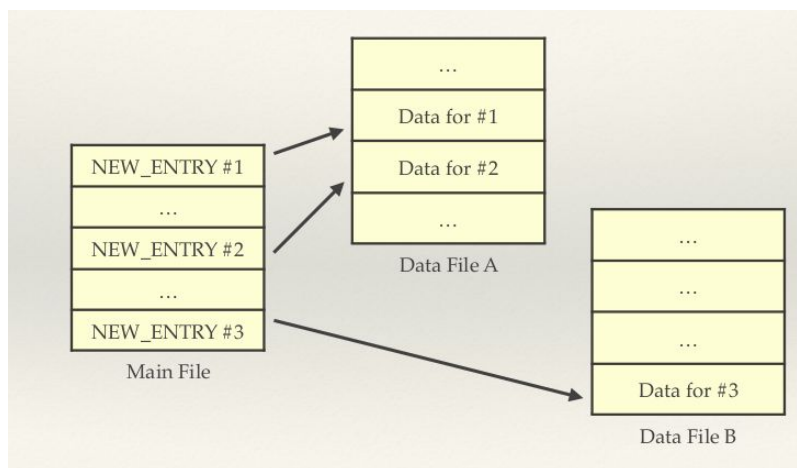 NEW_ENTRY #1
…
NEW_ENTRY #2
…
NEW_ENTRY #3
Main File
…
Data for #1
Data for #2
…
Data File A
…
…
…
Data for #3
Data File B